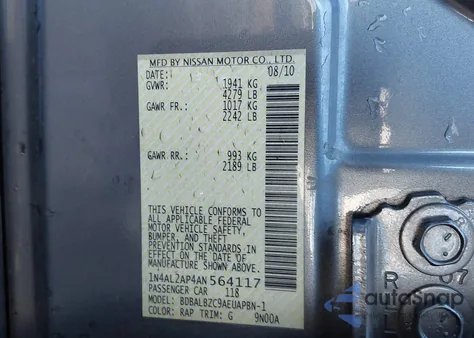 MFD BY NISSAN MOTOR CO., LTD.
DATE: 08/10
GVWR: 1941 KG
4279 LB
GAWR FR: 1017 KG
2242 LB
GAWR RR: 993 KG
2189 LB
THIS VEHICLE CONFORMS TO
ALL APPLICABLE FEDERAL
MOTOR VEHICLE SAFETY,
BUMPER, AND THEFT
PREVENTION STANDARDS IN
EFFECT ON THE DATE OF
MANUFACTURE SHOWN ABOVE.
1N4AL2AP4AN564117
PASSENGER CAR 118
MODEL: BDBALBZC9AEUAPBN-1
COLOR: RAP TRIM: G 9N00A
R
L
autoSnap